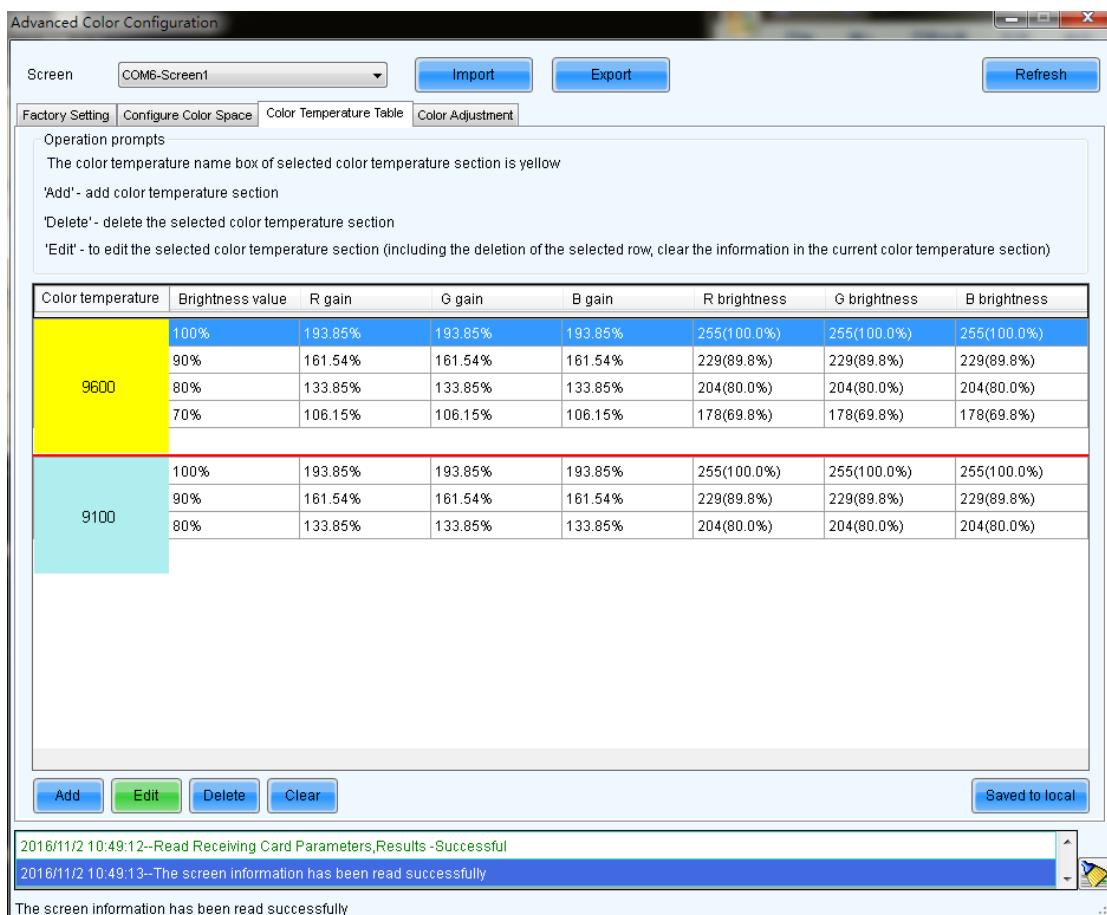 Advanced Color Configuration
Screen COM6-Screen1 Import Export Refresh
Factory Setting Configure Color Space Color Temperature Table Color Adjustment
Operation prompts
The color temperature name box of selected color temperature section is yellow
'Add' - add color temperature section
'Delete' - delete the selected color temperature section
'Edit' - to edit the selected color temperature section (including the deletion of the selected row, clear the information in the current color temperature section)
Color temperature Brightness value R gain G gain B gain R brightness G brightness B brightness
9600
100% 193.85% 193.85% 193.85% 255(100.0%) 255(100.0%) 255(100.0%)
90% 161.54% 161.54% 161.54% 229(89.8%) 229(89.8%) 229(89.8%)
80% 133.85% 133.85% 133.85% 204(80.0%) 204(80.0%) 204(80.0%)
70% 106.15% 106.15% 106.15% 178(69.8%) 178(69.8%) 178(69.8%)
9100
100% 193.85% 193.85% 193.85% 255(100.0%) 255(100.0%) 255(100.0%)
90% 161.54% 161.54% 161.54% 229(89.8%) 229(89.8%) 229(89.8%)
80% 133.85% 133.85% 133.85% 204(80.0%) 204(80.0%) 204(80.0%)
Add Edit Delete Clear Saved to local
2016/11/2 10:49:12--Read Receiving Card Parameters,Results -Successful
2016/11/2 10:49:13--The screen information has been read successfully
The screen information has been read successfully